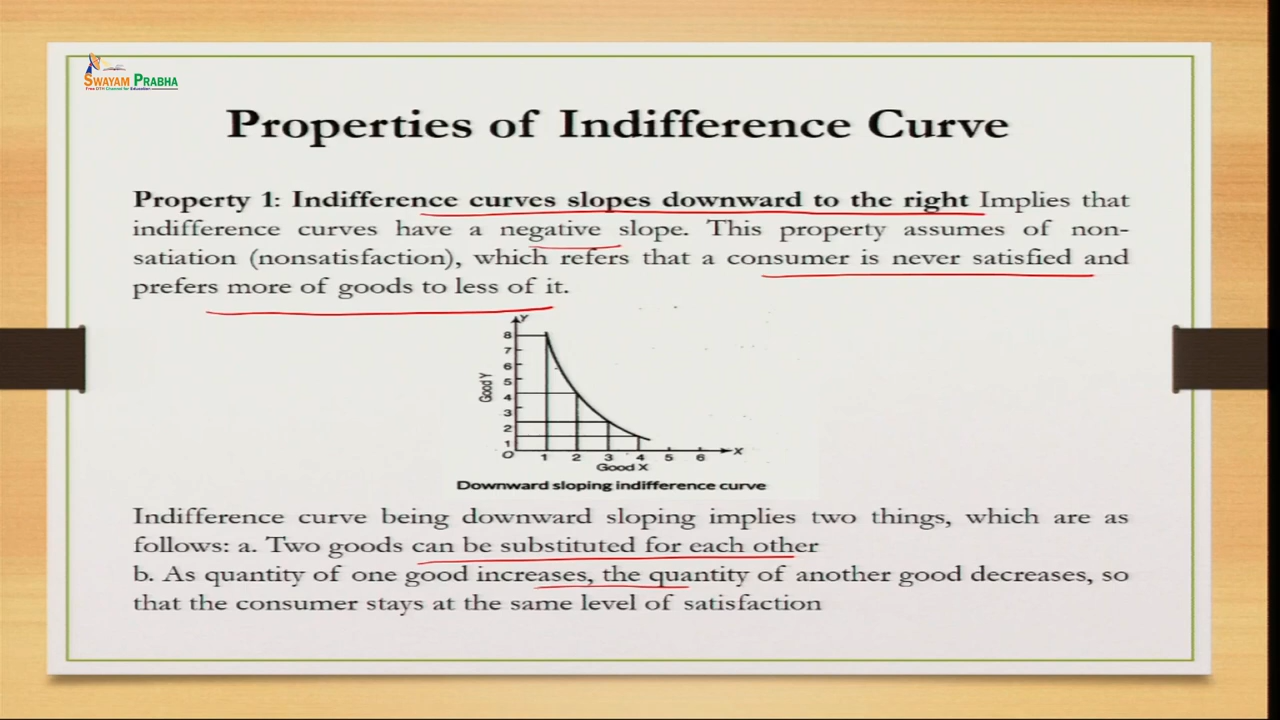 SWAYAM PRABHA
Free DTH Channel for Education
Properties of Indifference Curve
Property 1: Indifference curves slopes downward to the right Implies that
indifference curves have a negative slope. This property assumes of non-
satiation (nonsatisfaction), which refers that a consumer is never satisfied and
prefers more of goods to less of it.
Y
8
7
6
5
4
3
2
1
Good Y
O 1 2 3 4 5 6 X
Good X
Downward sloping indifference curve
Indifference curve being downward sloping implies two things, which are as
follows: a. Two goods can be substituted for each other
b. As quantity of one good increases, the quantity of another good decreases, so
that the consumer stays at the same level of satisfaction